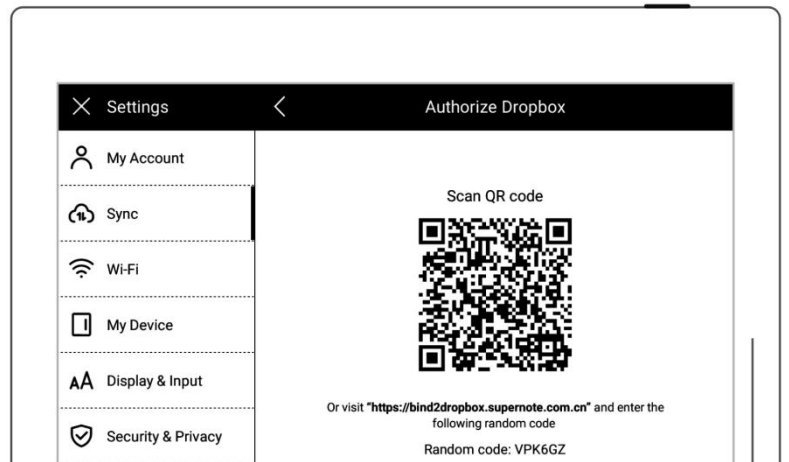 Settings
Authorize Dropbox
My Account
Sync
Wi-Fi
My Device
Display & Input
Security & Privacy
Scan QR code
Or visit "https://bind2dropbox.supernote.com.cn" and enter the
following random code
Random code: VPK6GZ